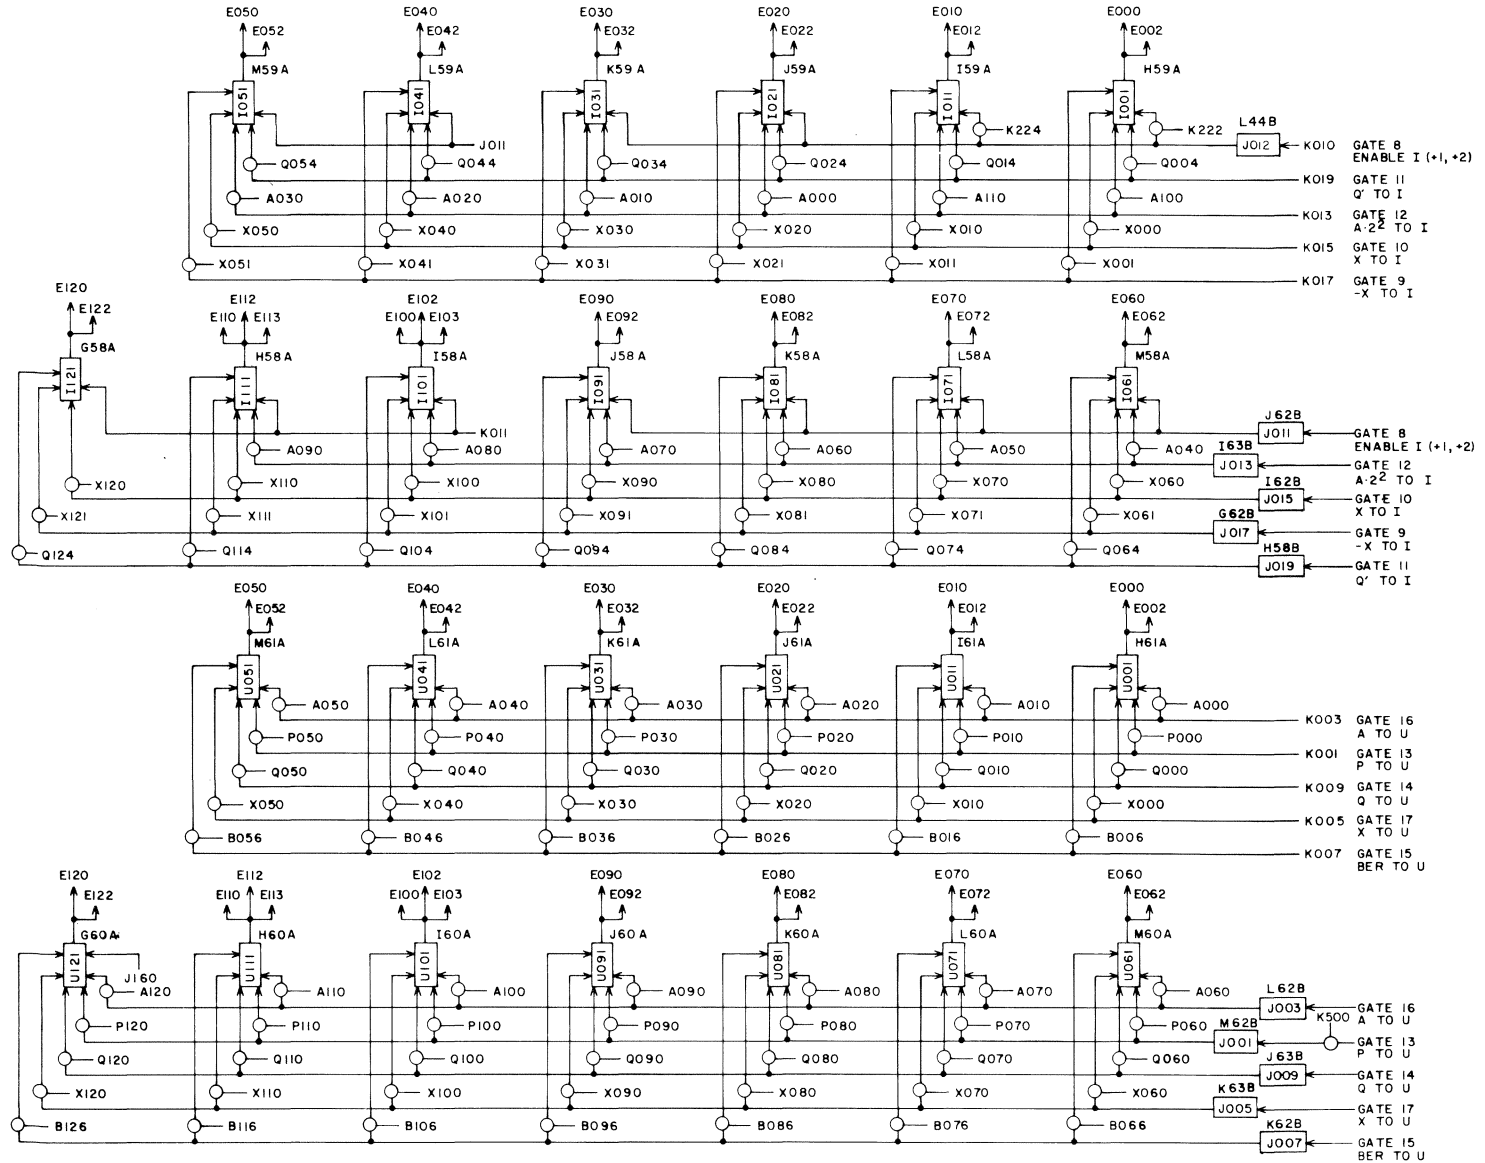 E050 E040 E030 E020 E010 E000
E052 E042 E032 E022 E012 E002
M59A L59A K59A J59A I59A H59A
I051 I041 I031 I021 I011 I001
L44B
K224 K222
J011 J012 K010 GATE 8
ENABLE I (+1, +2)
Q054 Q044 Q034 Q024 Q014 Q004
K019 GATE 11
Q' TO I
A030 A020 A010 A000 A110 A100
K013 GATE 12
A·2² TO I
X050 X040 X030 X020 X010 X000
K015 GATE 10
X TO I
X051 X041 X031 X021 X011 X001
K017 GATE 9
-X TO I
E120 E112 E102 E090 E080 E070 E060
E122 E110 E113 E100 E103 E092 E082 E072 E062
G58A H58A I58A J58A K58A L58A M58A
I121 I111 I101 I091 I081 I071 I061
J62B
K011 J011 GATE 8
ENABLE I (+1, +2)
A090 A080 A070 A060 A050 A040
I63B
J013 GATE 12
A·2² TO I
X120 X110 X100 X090 X080 X070 X060
I62B
J015 GATE 10
X TO I
X121 X111 X101 X091 X081 X071 X061
G62B
J017 GATE 9
-X TO I
Q124 Q114 Q104 Q094 Q084 Q074 Q064
H58B
J019 GATE 11
Q' TO I
E050 E040 E030 E020 E010 E000
E052 E042 E032 E022 E012 E002
M61A L61A K61A J61A I61A H61A
U051 U041 U031 U021 U011 U001
A050 A040 A030 A020 A010 A000
K003 GATE 16
A TO U
P050 P040 P030 P020 P010 P000
K001 GATE 13
P TO U
Q050 Q040 Q030 Q020 Q010 Q000
K009 GATE 14
Q TO U
X050 X040 X030 X020 X010 X000
K005 GATE 17
X TO U
B056 B046 B036 B026 B016 B006
K007 GATE 15
BER TO U
E120 E112 E102 E090 E080 E070 E060
E122 E110 E113 E100 E103 E092 E082 E072 E062
G60A H60A I60A J60A K60A L60A M60A
U121 U111 U101 U091 U081 U071 U061
J160
A120 A110 A100 A090 A080 A070 A060
L62B
J003 GATE 16
A TO U
P120 P110 P100 P090 P080 P070 P060
M62B K500
J001 GATE 13
P TO U
Q120 Q110 Q100 Q090 Q080 Q070 Q060
J63B
J009 GATE 14
Q TO U
X120 X110 X100 X090 X080 X070 X060
K63B
J005 GATE 17
X TO U
B126 B116 B106 B096 B086 B076 B066
K62B
J007 GATE 15
BER TO U